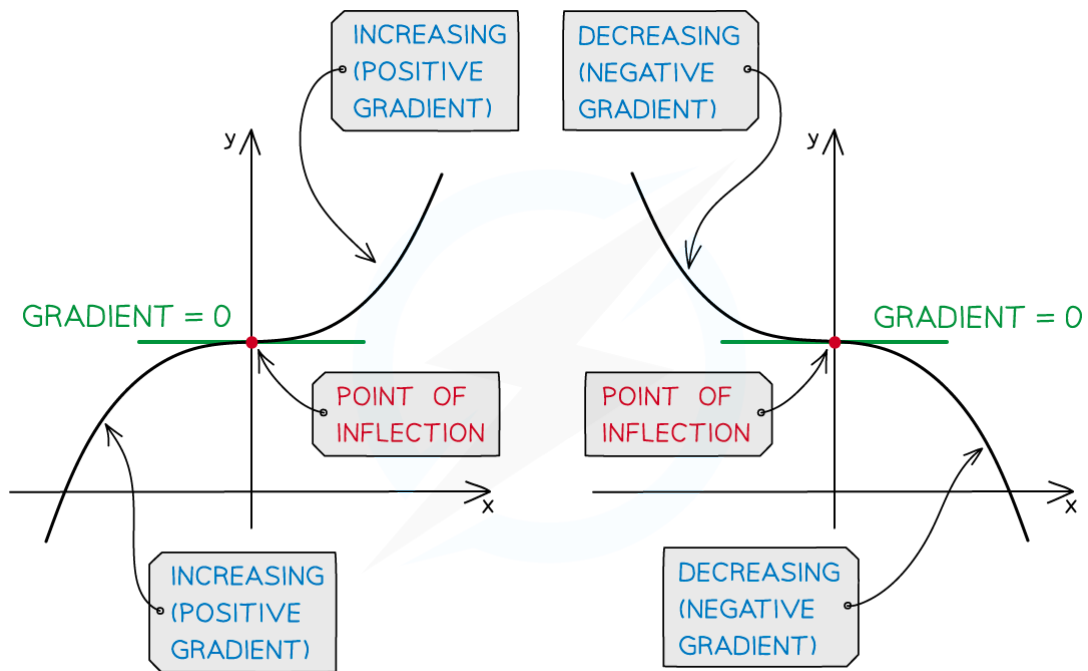 INCREASING
(POSITIVE
GRADIENT)
DECREASING
(NEGATIVE
GRADIENT)
y
y
GRADIENT = 0
GRADIENT = 0
POINT OF
INFLECTION
POINT OF
INFLECTION
x
x
INCREASING
(POSITIVE
GRADIENT)
DECREASING
(NEGATIVE
GRADIENT)